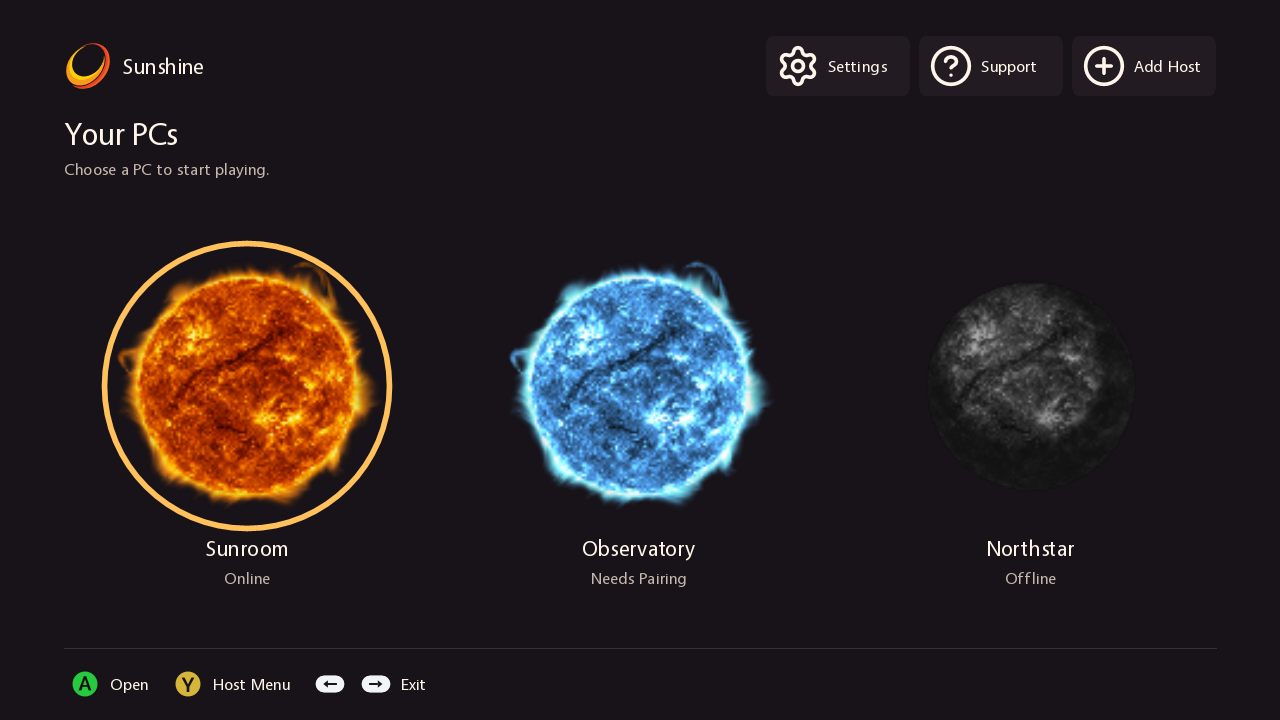 Sunshine
Settings
Support
Add Host
Your PCs
Choose a PC to start playing.
Sunroom
Observatory
Northstar
Online
Needs Pairing
Offline
A Open
Y Host Menu
Exit